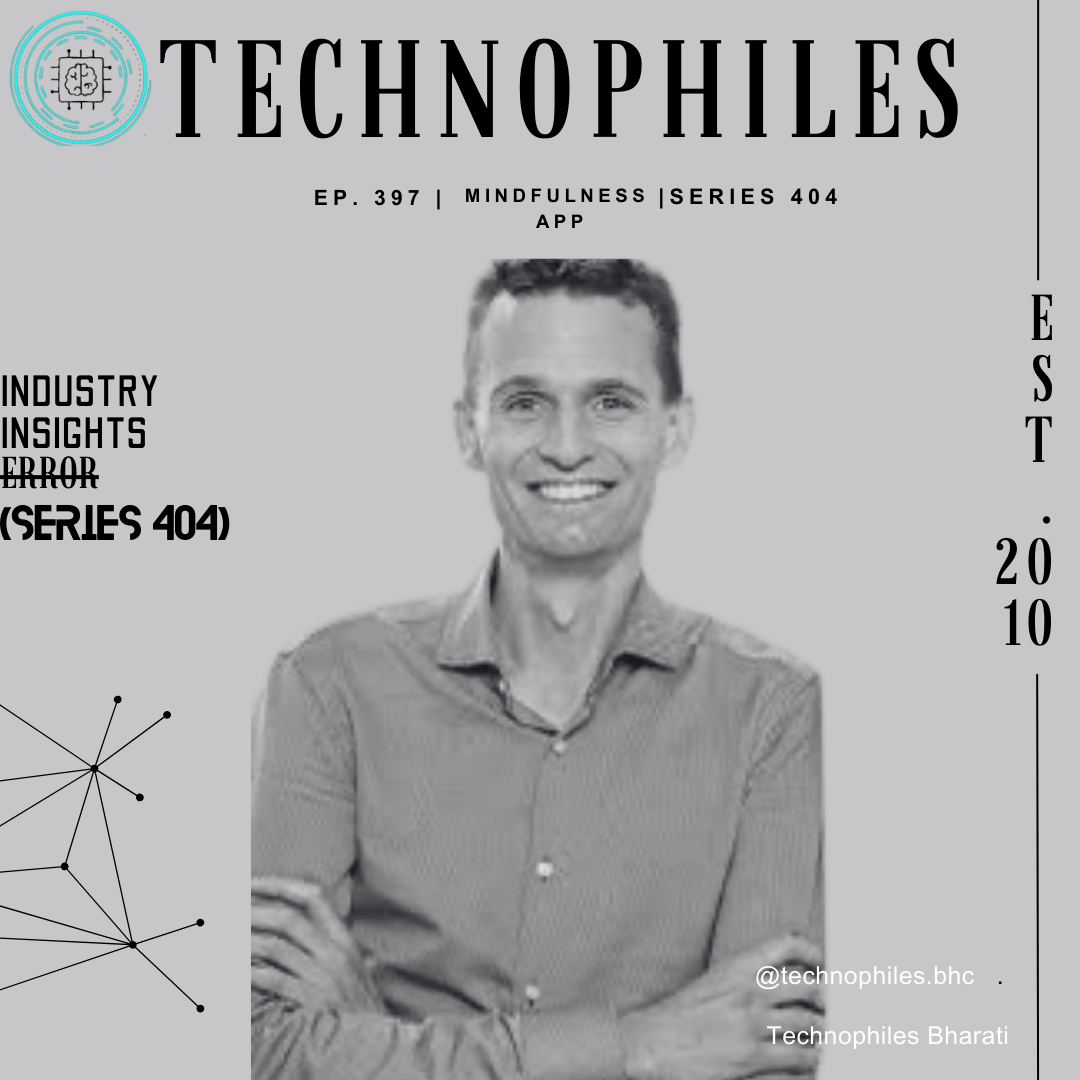 TECHNOPHILES
EP. 397 | MINDFULNESS |SERIES 404
APP
INDUSTRY
INSIGHTS
ERROR
(SERIES 404)
E
S
T
.
20
10
@technophiles.bhc .
Technophiles Bharati